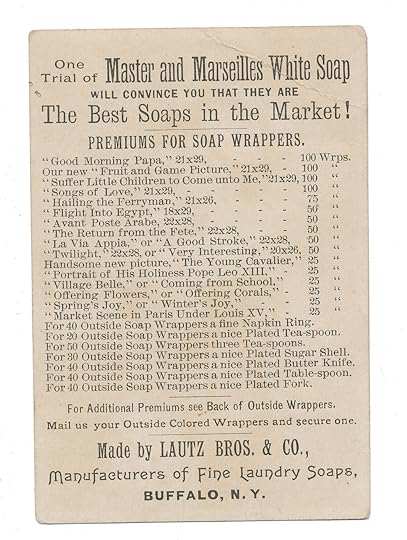 One
Trial of Master and Marseilles White Soap
WILL CONVINCE YOU THAT THEY ARE
The Best Soaps in the Market!
PREMIUMS FOR SOAP WRAPPERS.
"Good Morning Papa," 21x29, - - - - 100 Wrps.
Our new "Fruit and Game Picture," 21x29, - 100 "
"Suffer Little Children to Come unto Me," 21x29, 100 "
"Songs of Love," 21x29, - - - - 100 "
"Hailing the Ferryman," 21x26, - - - 75 "
"Flight Into Egypt," 18x29, - - - - 50 "
"Avant Poste Arabe, 22x28, - - - - 50 "
"The Return from the Fete," 22x28, - - 50 "
"La Via Appia," or "A Good Stroke," 22x28, - 50 "
"Twilight," 22x28, or "Very Interesting," 20x26, 50 "
Handsome new picture, "The Young Cavalier," 25 "
"Portrait of His Holiness Pope Leo XIII," - 25 "
"Village Belle," or "Coming from School," - 25 "
"Offering Flowers," or "Offering Corals," - 25 "
"Spring's Joy," or "Winter's Joy," - - 25 "
"Market Scene in Paris Under Louis XV," - 25 "
For 40 Outside Soap Wrappers a fine Napkin Ring.
For 20 Outside Soap Wrappers a nice Plated Tea-spoon.
For 50 Outside Soap Wrappers three Tea-spoons.
For 30 Outside Soap Wrappers a nice Plated Sugar Shell.
For 40 Outside Soap Wrappers a nice Plated Butter Knife.
For 40 Outside Soap Wrappers a nice Plated Table-spoon.
For 40 Outside Soap Wrappers a nice Plated Fork.
For Additional Premiums see Back of Outside Wrappers.
Mail us your Outside Colored Wrappers and secure one.
Made by LAUTZ BROS. & CO.,
Manufacturers of Fine Laundry Soaps,
BUFFALO, N. Y.